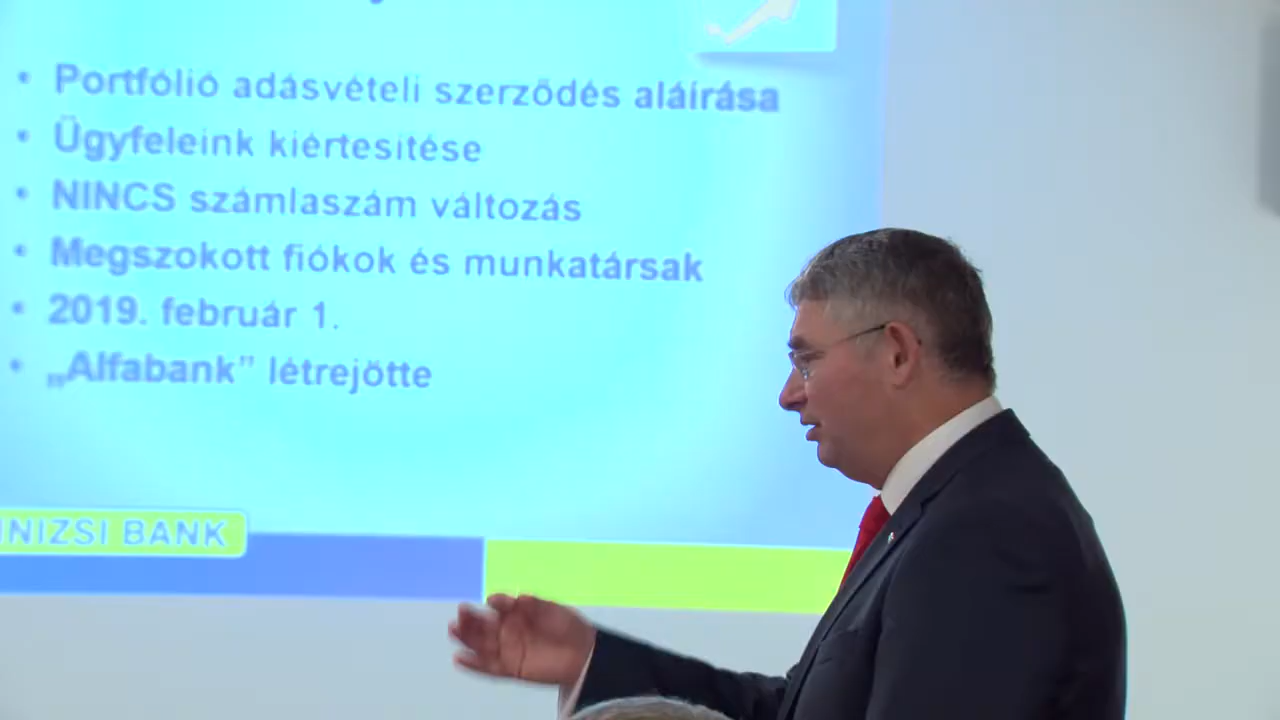 • Portfólió adásvételi szerződés aláírása
• Ügyfeleink kiértesítése
• NINCS számlaszám változás
• Megszokott fiókok és munkatársak
• 2019. február 1.
• „Alfabank” létrejötte
INIZSI BANK